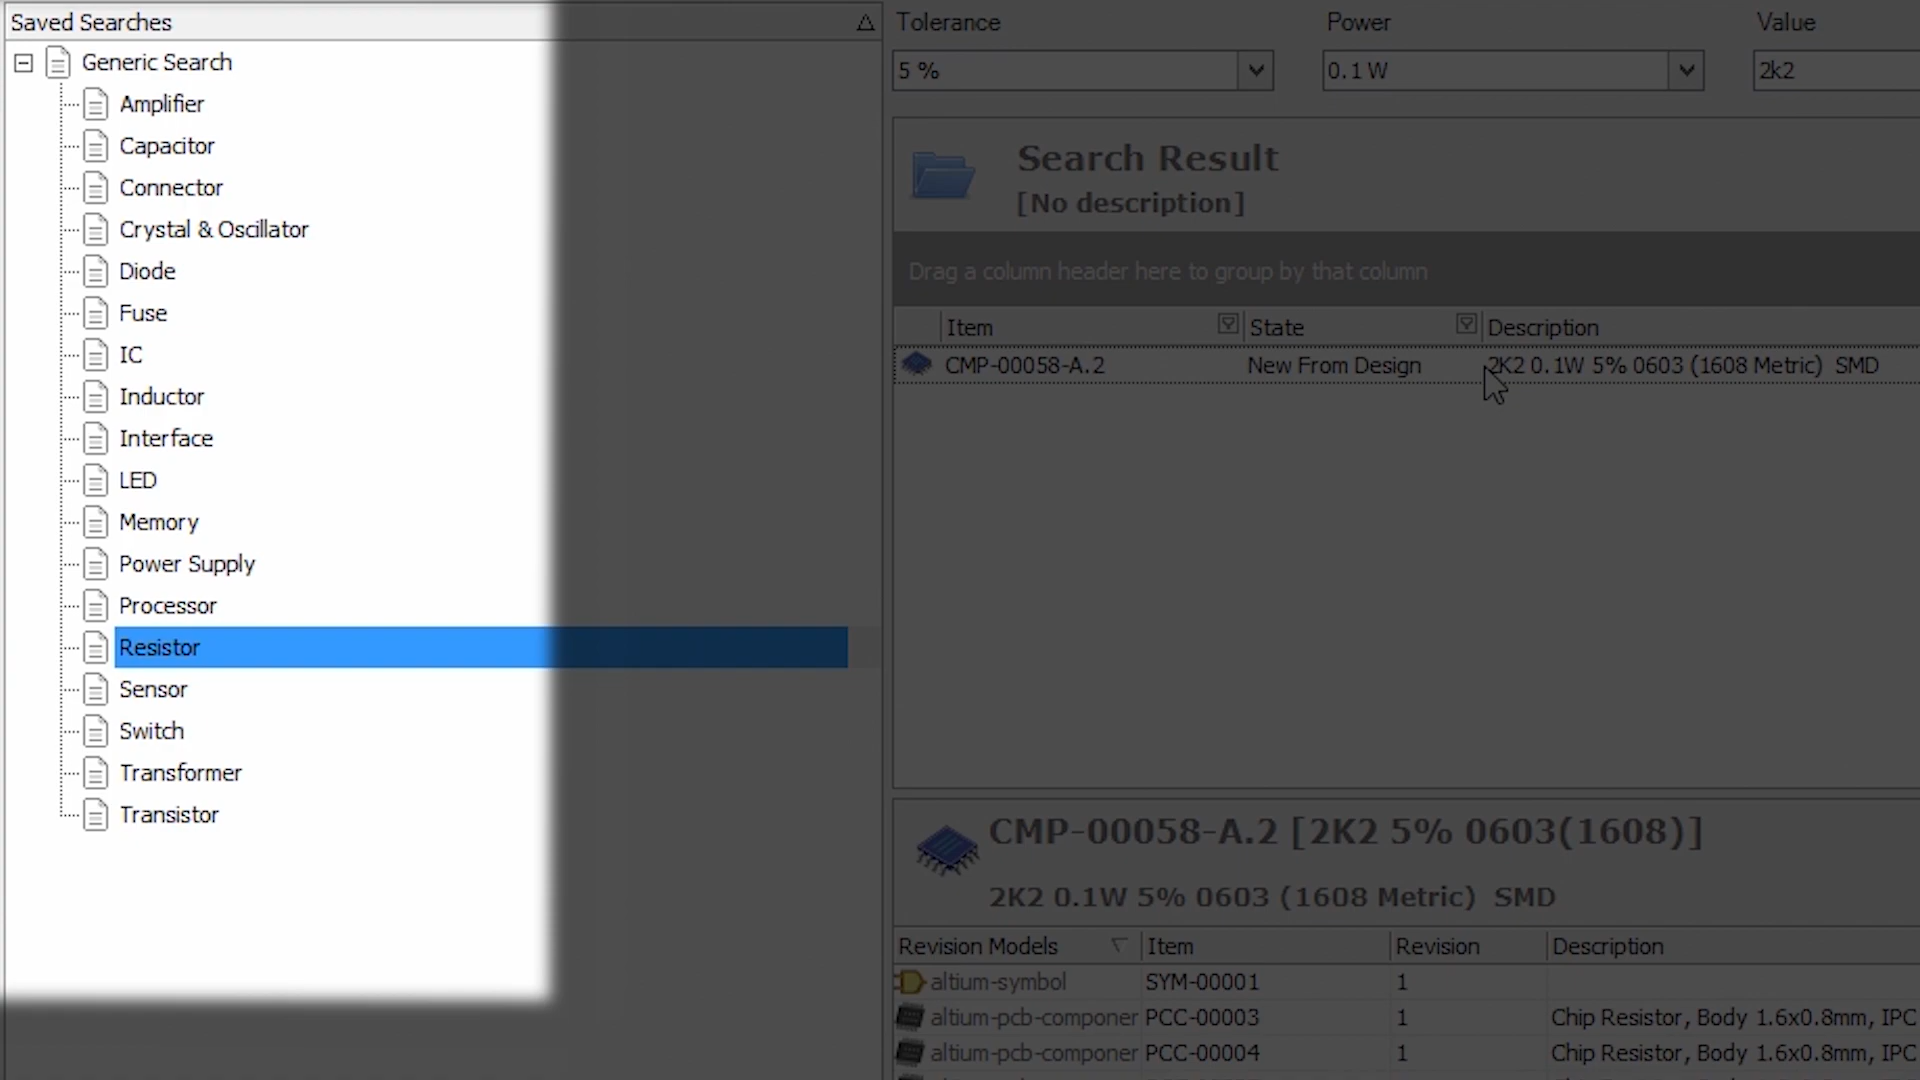 Saved Searches
Generic Search
Amplifier
Capacitor
Connector
Crystal & Oscillator
Diode
Fuse
IC
Inductor
Interface
LED
Memory
Power Supply
Processor
Resistor
Sensor
Switch
Transformer
Transistor
Tolerance Power Value
5 % 0.1 W 2k2
Search Result
[No description]
Drag a column header here to group by that column
Item State Description
CMP-00058-A.2 New From Design 2K2 0.1W 5% 0603 (1608 Metric) SMD
CMP-00058-A.2 [2K2 5% 0603(1608)]
2K2 0.1W 5% 0603 (1608 Metric) SMD
Revision Models Item Revision Description
altium-symbol SYM-00001 1
altium-pcb-componer PCC-00003 1 Chip Resistor, Body 1.6x0.8mm, IPC
altium-pcb-componer PCC-00004 1 Chip Resistor, Body 1.6x0.8mm, IPC